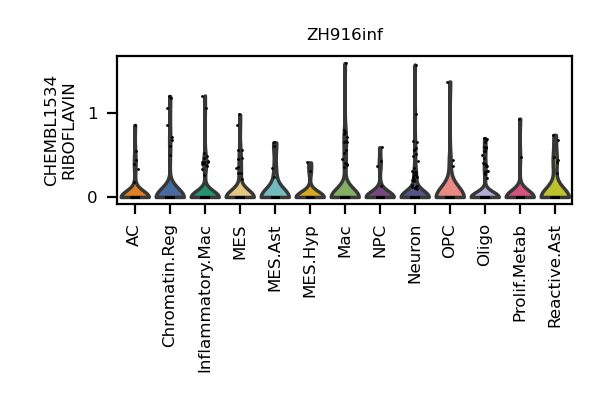 ZH916inf
CHEMBL1534
RIBOFLAVIN
1
0
AC
Chromatin.Reg
Inflammatory.Mac
MES
MES.Ast
MES.Hyp
Mac
NPC
Neuron
OPC
Oligo
Prolif.Metab
Reactive.Ast